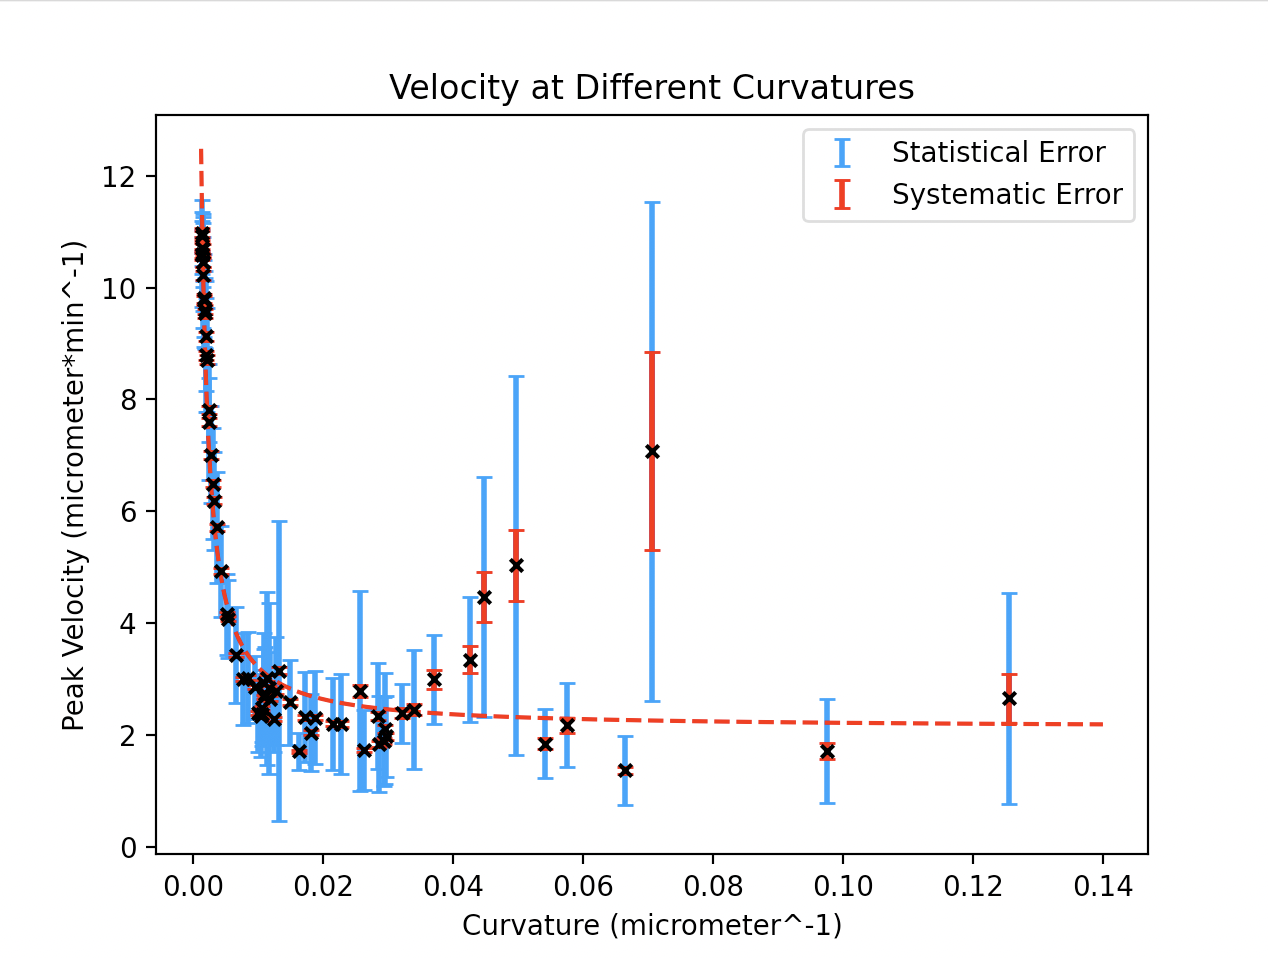 Velocity at Different Curvatures
Statistical Error
Systematic Error
12
10
8
6
4
2
0
Peak Velocity (micrometer*min^-1)
0.00 0.02 0.04 0.06 0.08 0.10 0.12 0.14
Curvature (micrometer^-1)